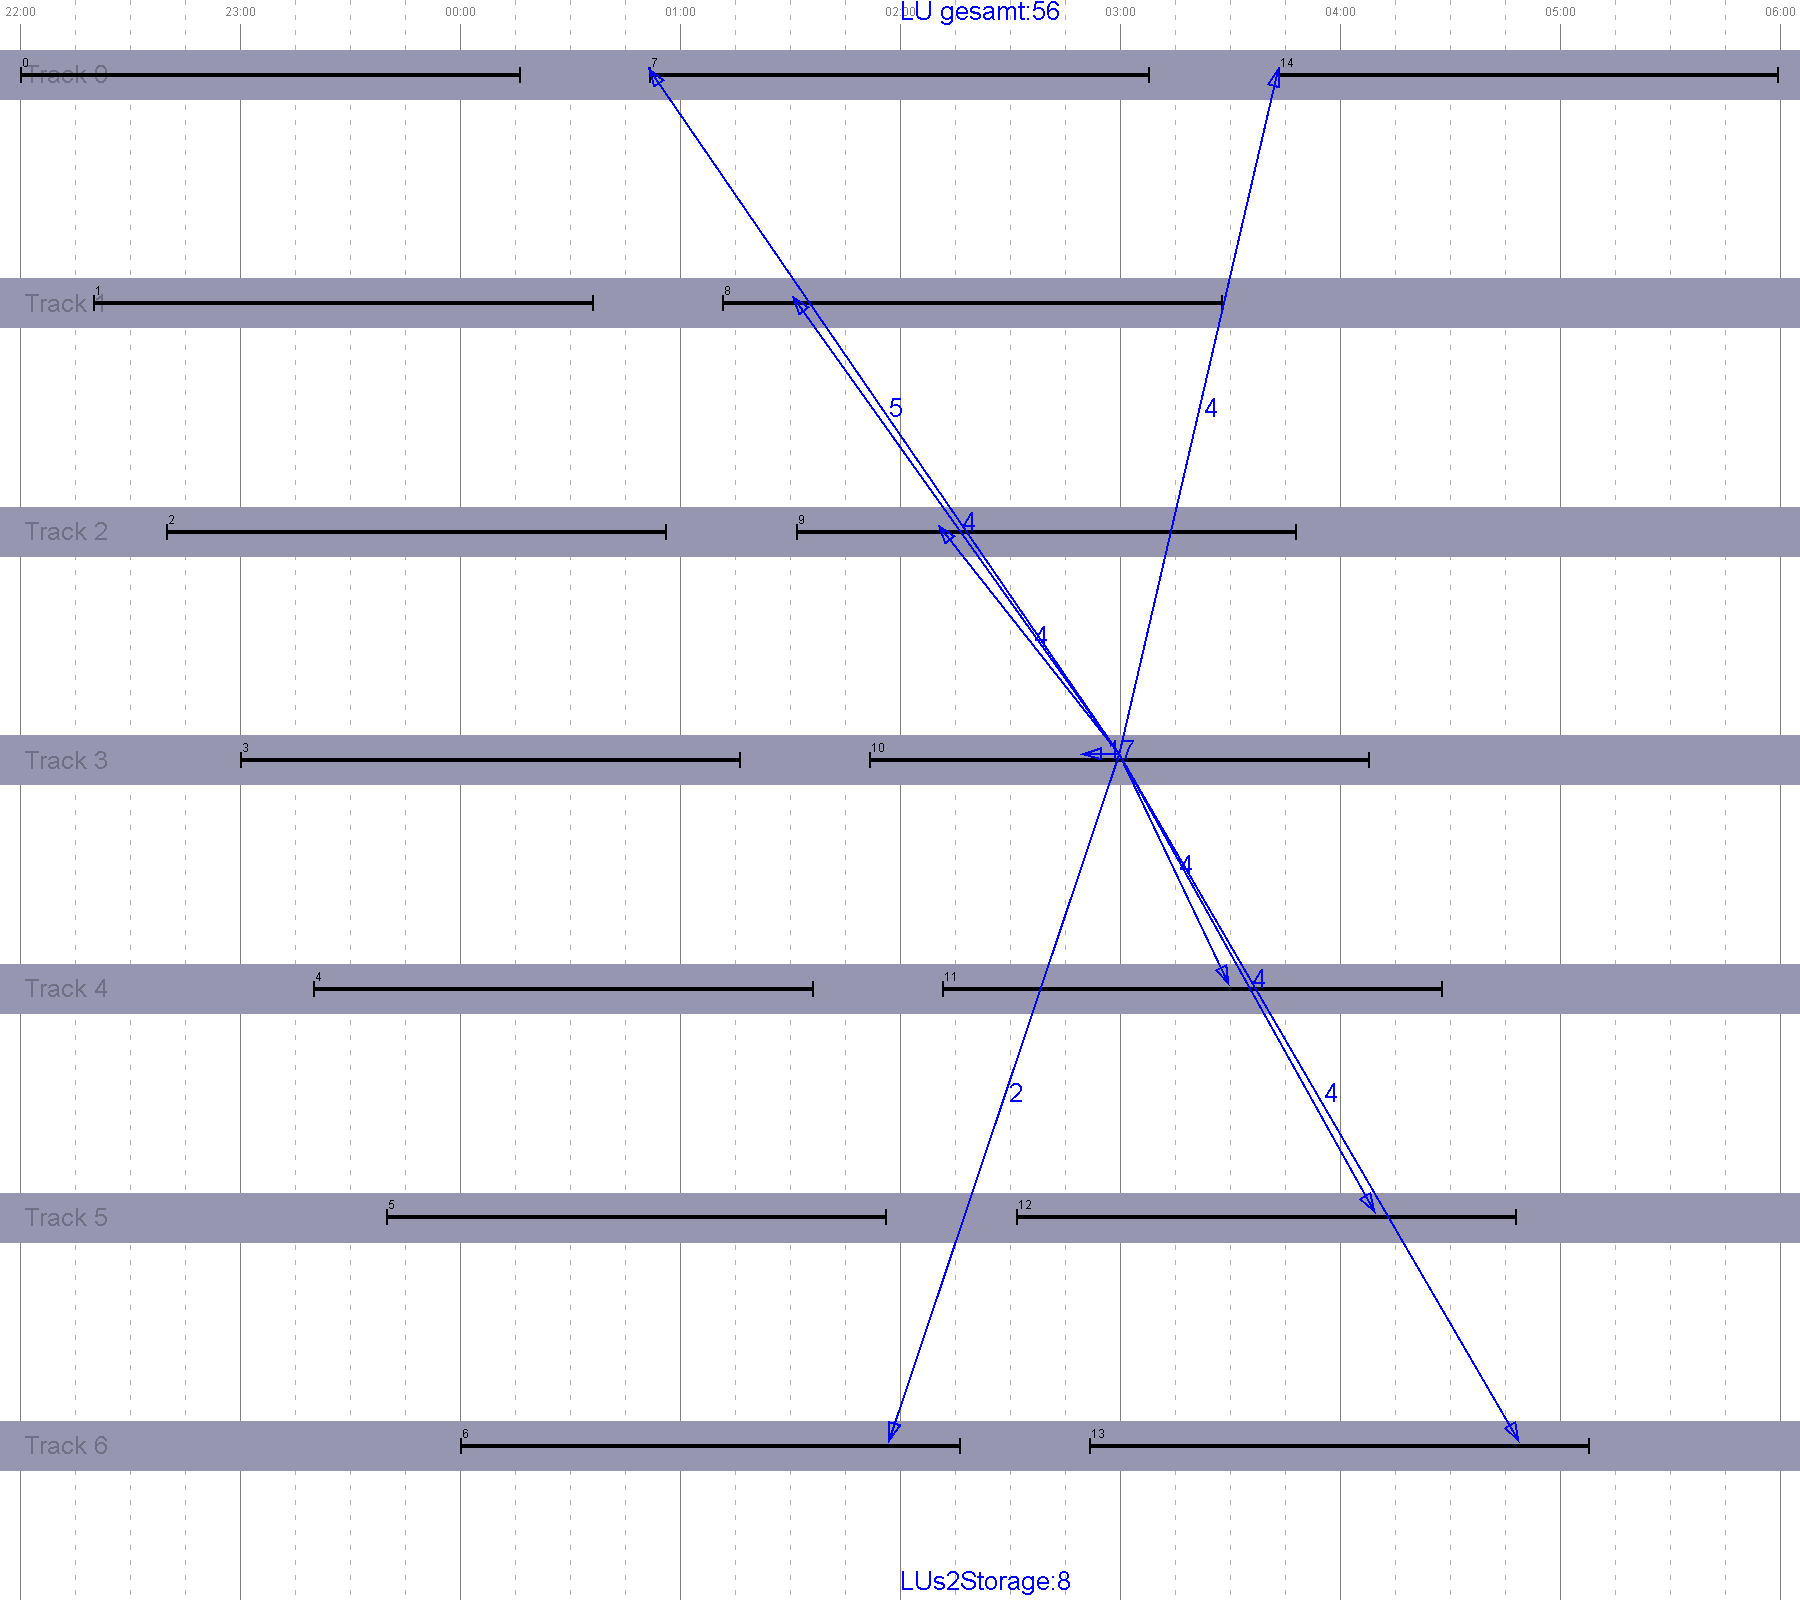 22:00 23:00 00:00 01:00 02:00 03:00 04:00 05:00 06:00
LU gesamt:56
0 7 14
Track 0
1 8
Track 1
5 4
2 9 4
Track 2
4
3 10 17
Track 3
4
4 11 4
Track 4
2 4
5 12
Track 5
6 13
Track 6
LUs2Storage:8